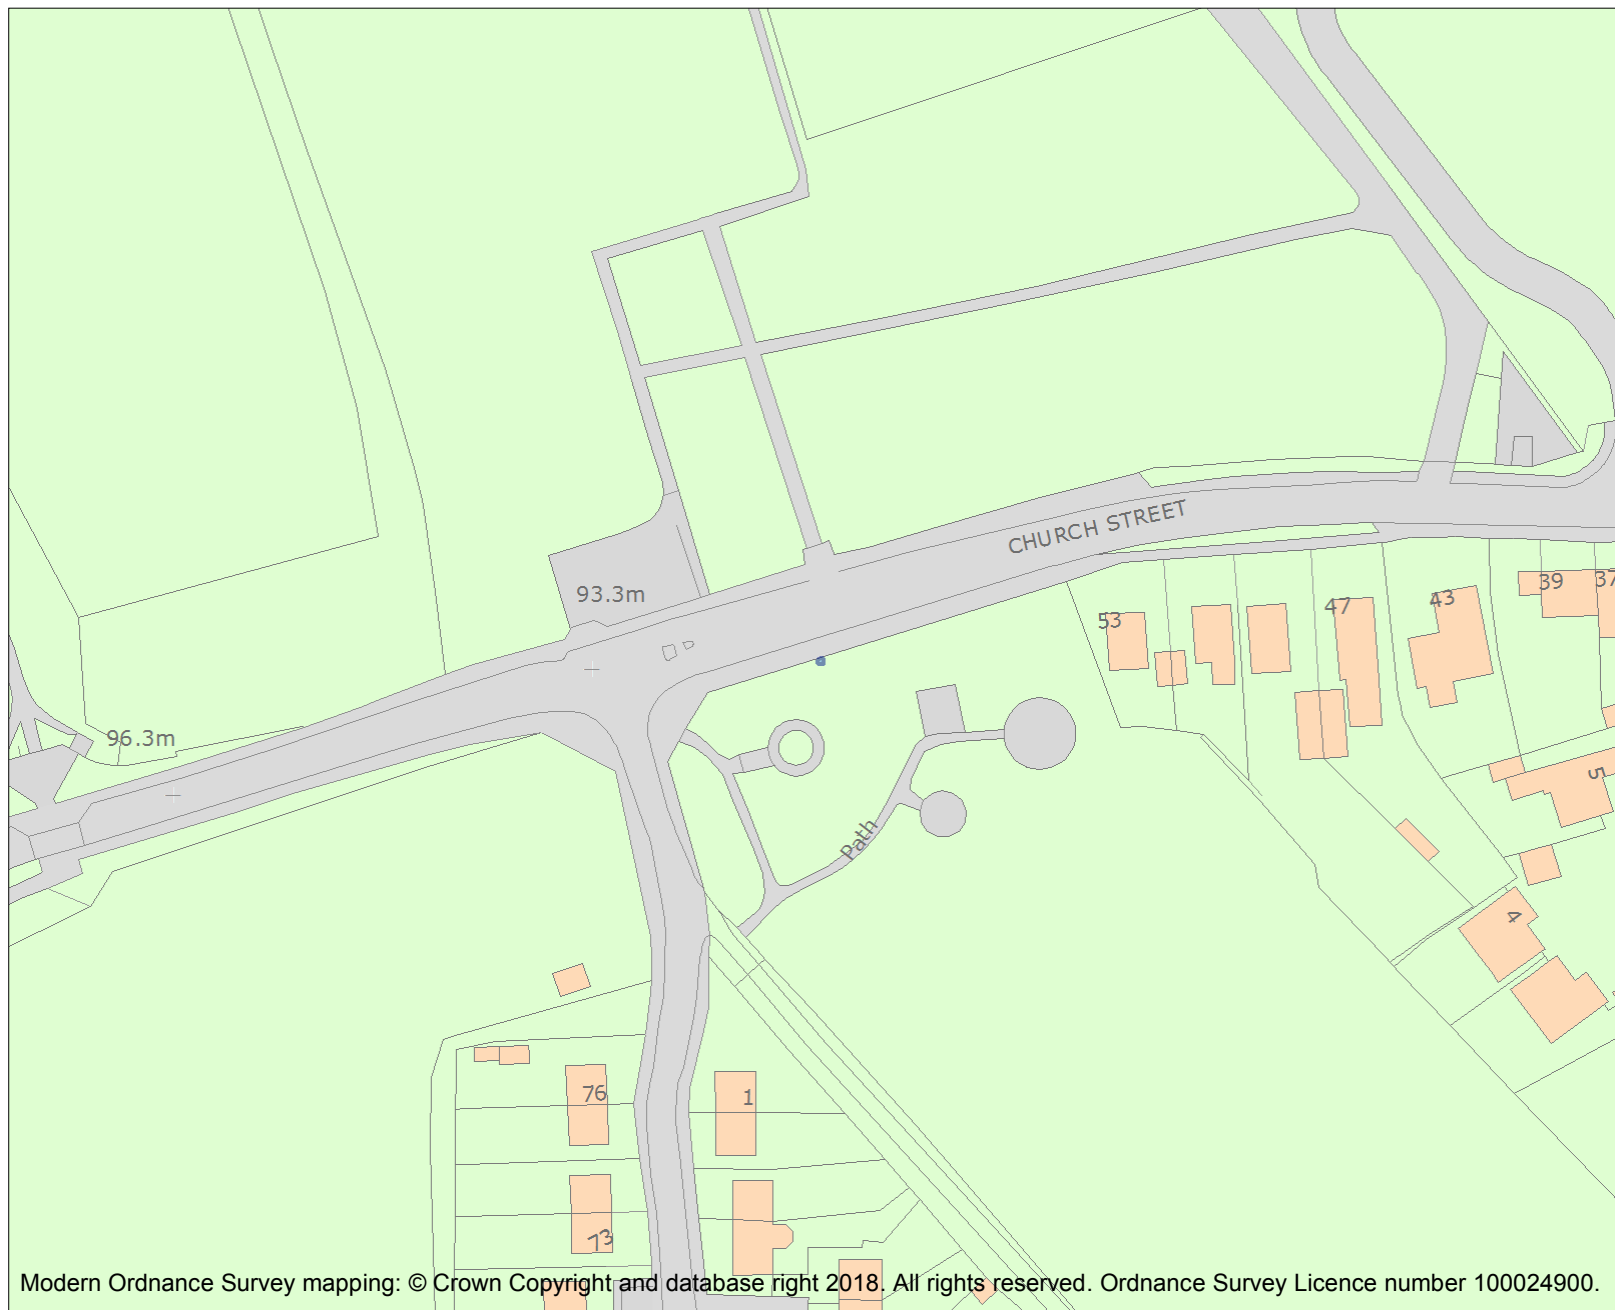 CHURCH STREET
93.3m
39
37
43
47
53
96.3m
5
Path
4
76
1
73
Modern Ordnance Survey mapping: © Crown Copyright and database right 2018. All rights reserved. Ordnance Survey Licence number 100024900.